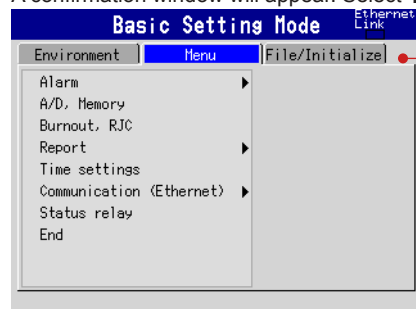 A confirmation window will appear. Select
Basic Setting Mode
Ethernet
Link
Environment Menu File/Initialize
Alarm
A/D, Memory
Burnout, RJC
Report
Time settings
Communication (Ethernet)
Status relay
End